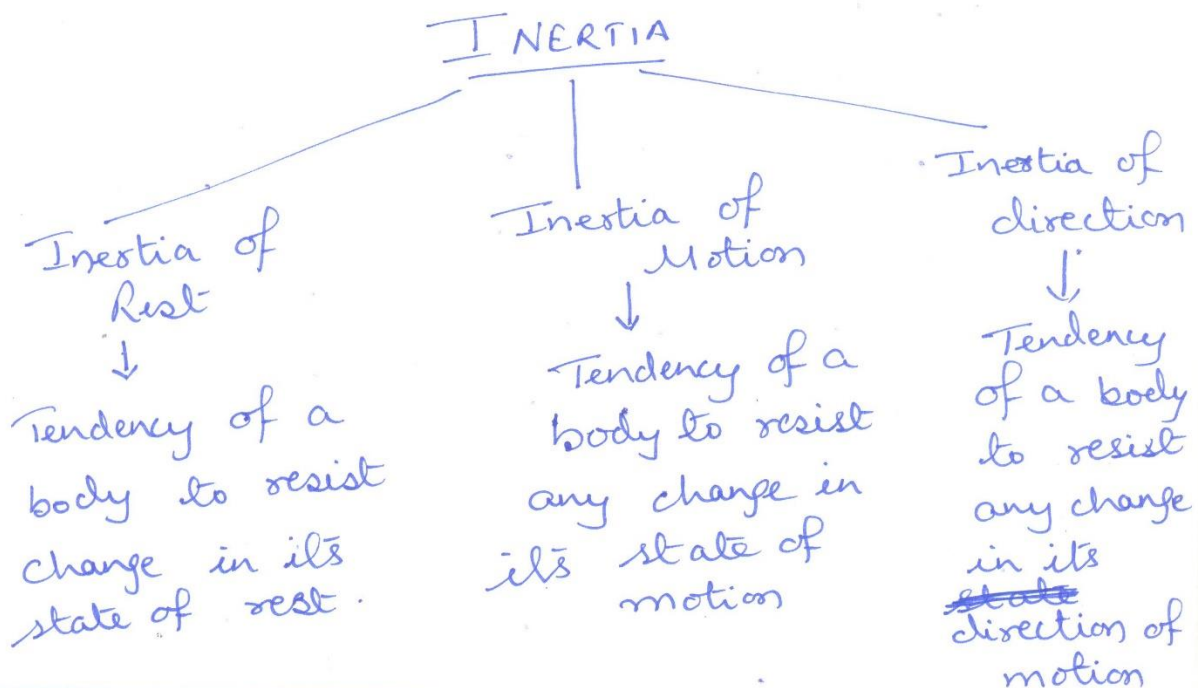 INERTIA
Inertia of
Rest
↓
Tendency of a
body to resist
change in it's
state of rest.
Inertia of
Motion
↓
Tendency of a
body to resist
any change in
it's state of
motion
Inertia of
direction
↓
Tendency
of a body
to resist
any change
in its
state
direction of
motion